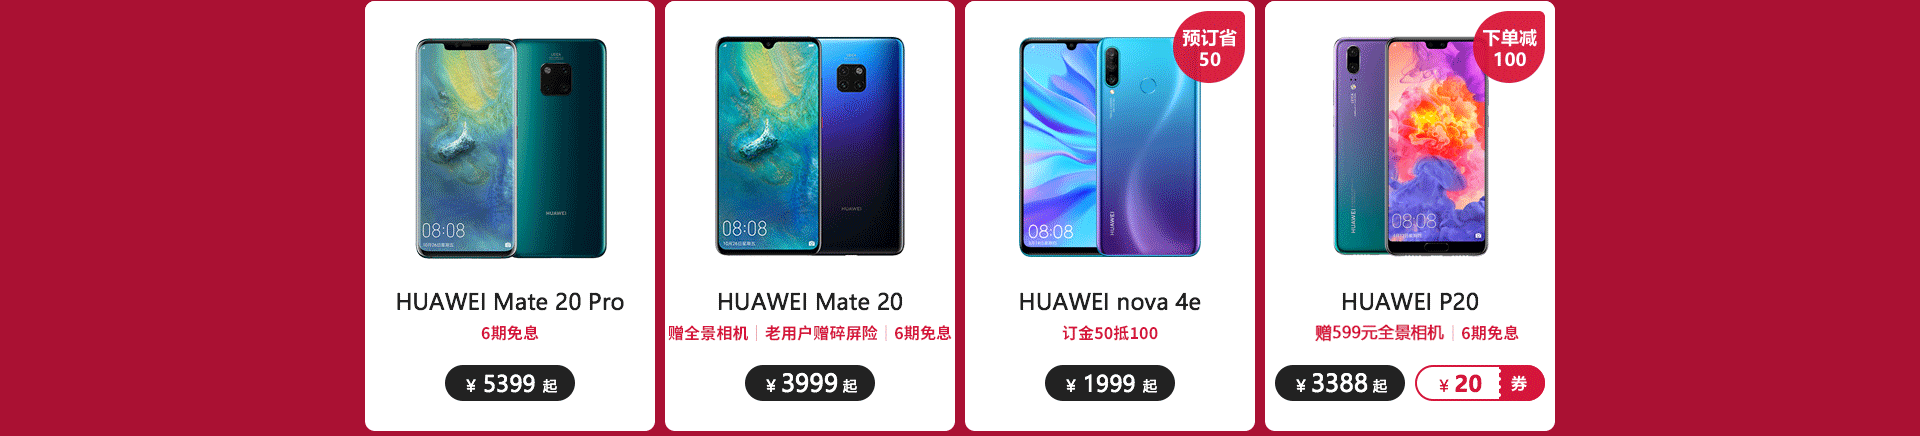 HUAWEI
08:08
HUAWEI Mate 20 Pro
6期免息
¥ 5399 起
HUAWEI
08:08
HUAWEI Mate 20
赠全景相机｜老用户赠碎屏险｜6期免息
¥ 3999 起
预订省
50
HUAWEI
08:08
HUAWEI nova 4e
订金50抵100
¥ 1999 起
下单减
100
HUAWEI
08:08
HUAWEI P20
赠599元全景相机｜6期免息
¥ 3388 起
¥ 20 券